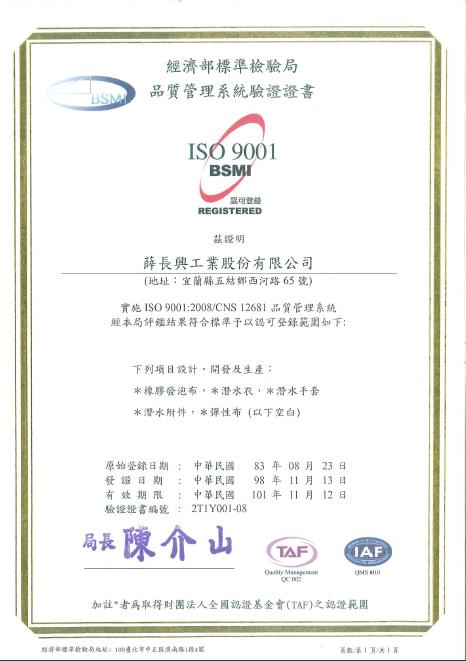 經濟部標準檢驗局
品質管理系統驗證證書
BSMI
ISO 9001
BSMI
認可登錄
REGISTERED
茲證明
薛長興工業股份有限公司
(地址：宜蘭縣五結鄉西河路 65 號)
實施 ISO 9001:2008/CNS 12681 品質管理系統
經本局評鑑結果符合標準予以認可登錄範圍如下:
下列項目設計、開發及生產：
＊橡膠發泡布，＊潛水衣，＊潛水手套
＊潛水附件，＊彈性布 (以下空白)
原始登錄日期 ： 中華民國 83 年 08 月 23 日
發證日期 ： 中華民國 98 年 11 月 13 日
有效期限 ： 中華民國 101 年 11 月 12 日
驗證證書編號 ： 2T1Y001-08
局長 陳介山
TAF
Quality Management
QC 002
IAF
QMS 0010
加註*者為取得財團法人全國認證基金會(TAF)之認證範圍
經濟部標準檢驗局地址：100臺北市中正區濟南路1段4號
頁數:第 1 頁/共 1 頁